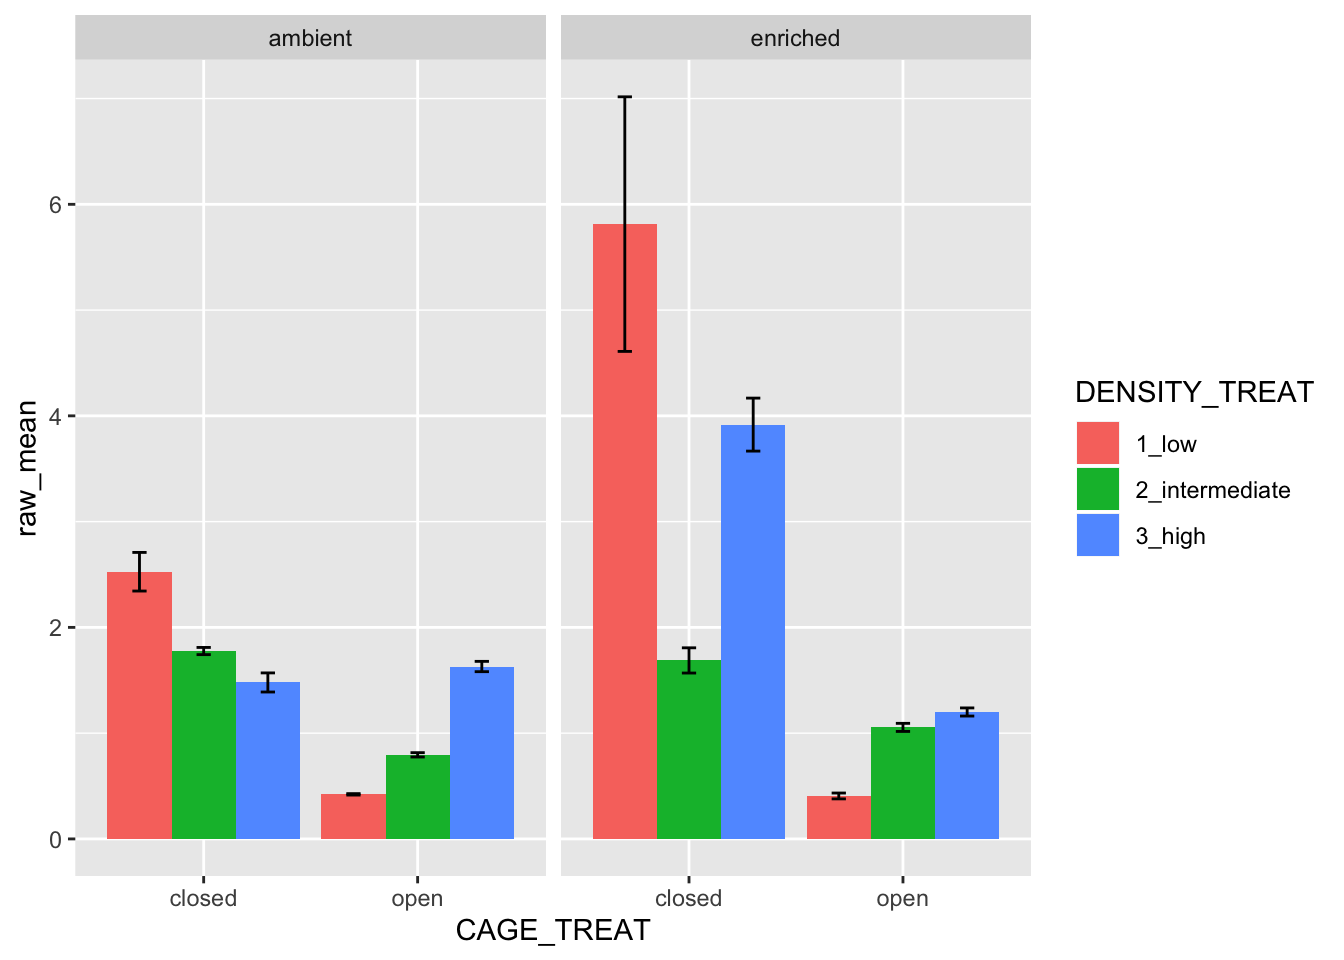 ambient
enriched
raw_mean
6
4
2
0
closed
open
closed
open
CAGE_TREAT
DENSITY_TREAT
1_low
2_intermediate
3_high